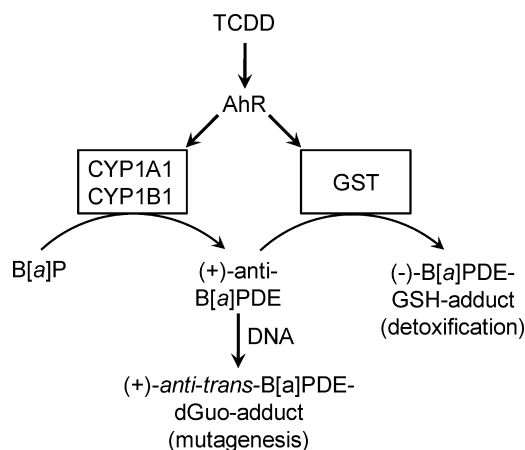 TCDD
AhR
CYP1A1
CYP1B1
GST
B[a]P
(+)-anti-
B[a]PDE
(-)-B[a]PDE-
GSH-adduct
(detoxification)
DNA
(+)-anti-trans-B[a]PDE-
dGuo-adduct
(mutagenesis)